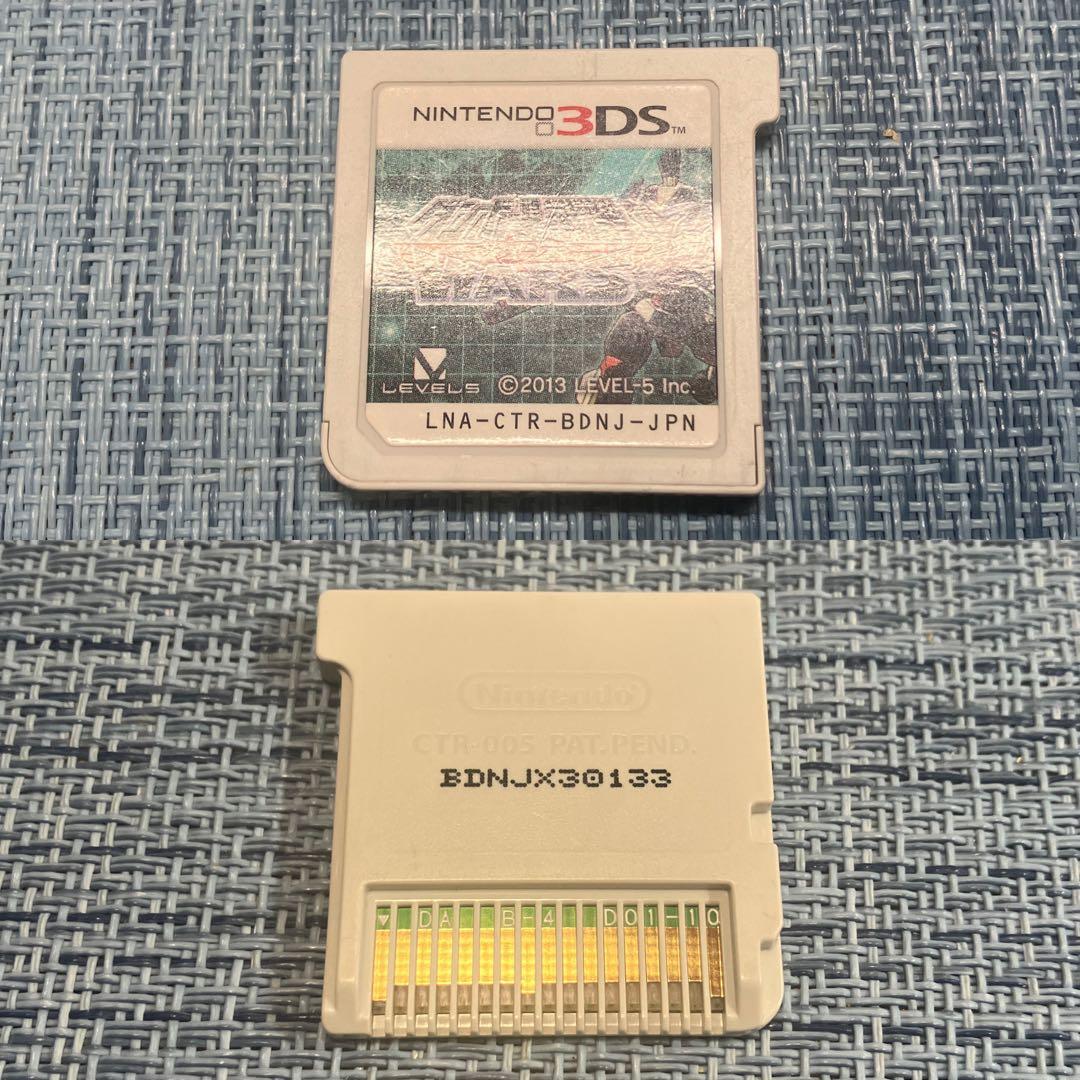 NINTENDO 3DS™
LEVEL5 ©2013 LEVEL-5 Inc.
LNA-CTR-BDNJ-JPN
Nintendo
CTR-005 PAT.PEND.
BDNJX30133
DA B-4 D01-10